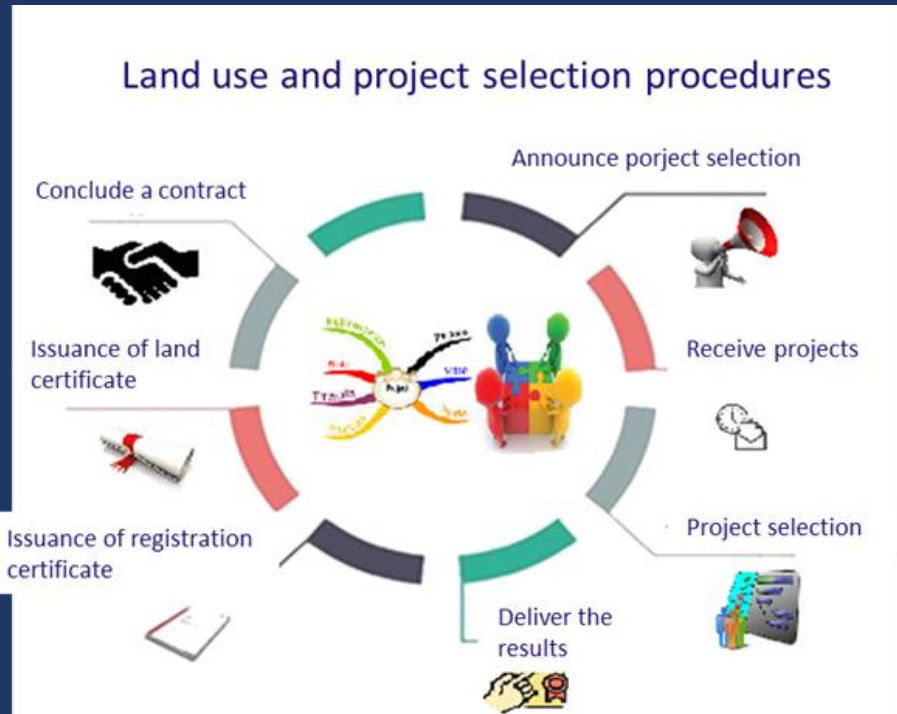 Land use and project selection procedures
Announce porject selection
Conclude a contract
Issuance of land
certificate
Receive projects
Project selection
Issuance of registration
certificate
Deliver the
results